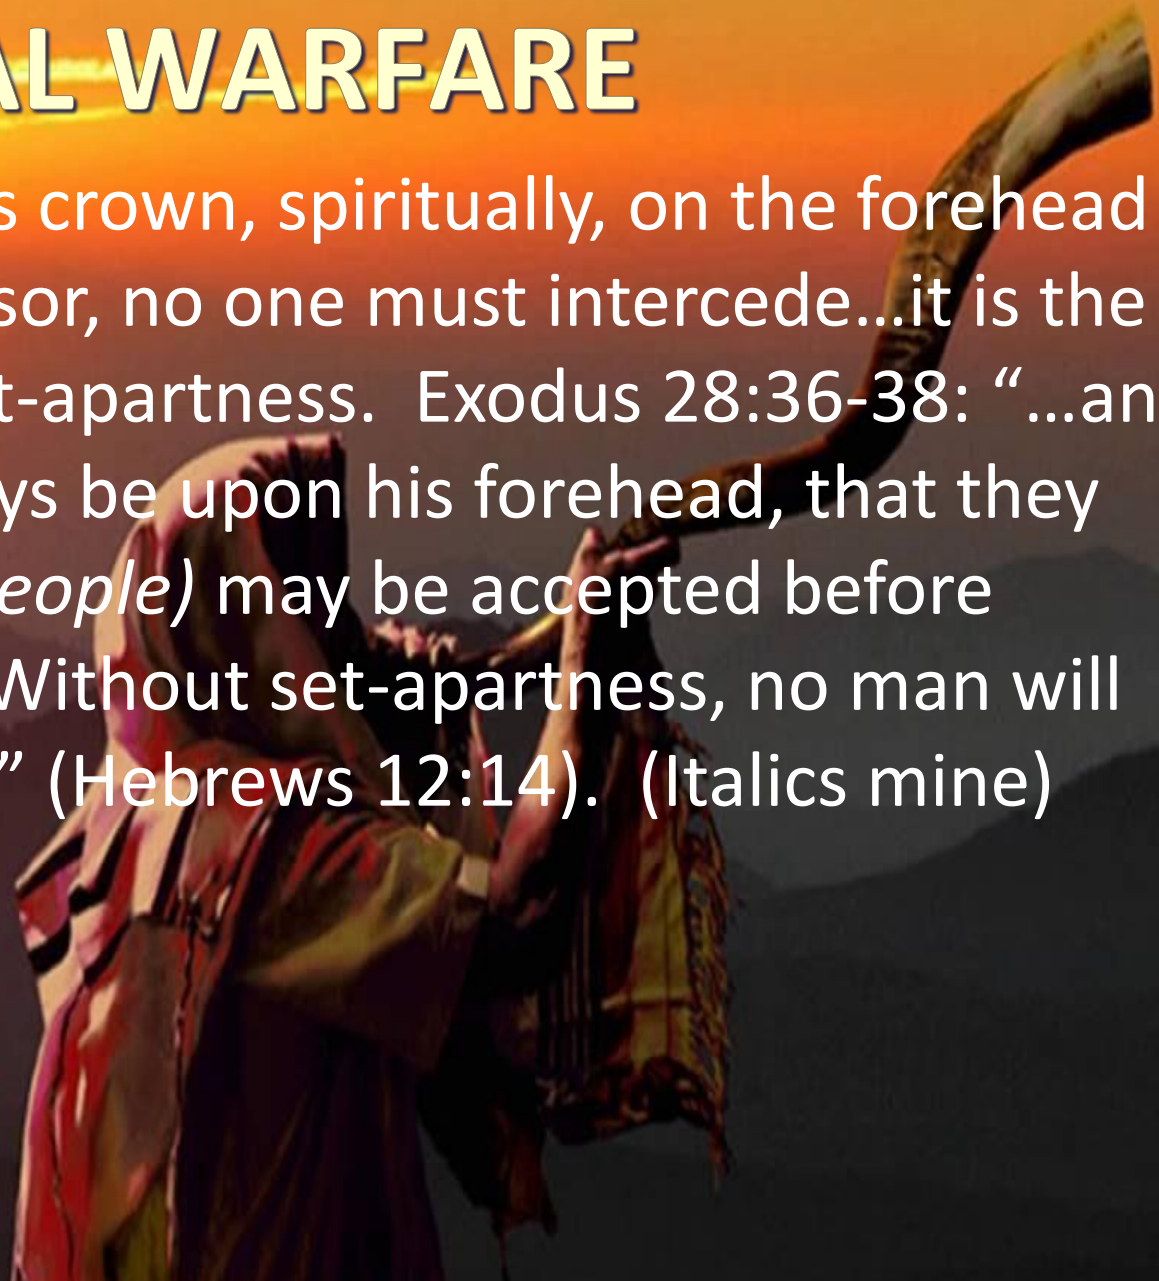 AL WARFARE
s crown, spiritually, on the forehead
sor, no one must intercede…it is the
t-apartness.  Exodus 28:36-38: “…an
ys be upon his forehead, that they
eople) may be accepted before
Without set-apartness, no man will
” (Hebrews 12:14).  (Italics mine)